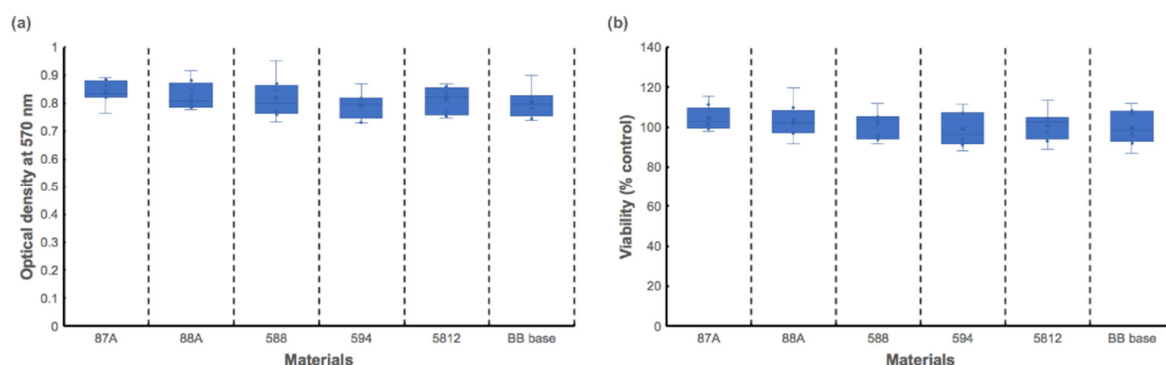 (a)
Optical density at 570 nm
1
0.9
0.8
0.7
0.6
0.5
0.4
0.3
0.2
0.1
0
87A 88A 588 594 5812 BB base
Materials
(b)
Viability (% control)
140
120
100
80
60
40
20
0
87A 88A 588 594 5812 BB base
Materials